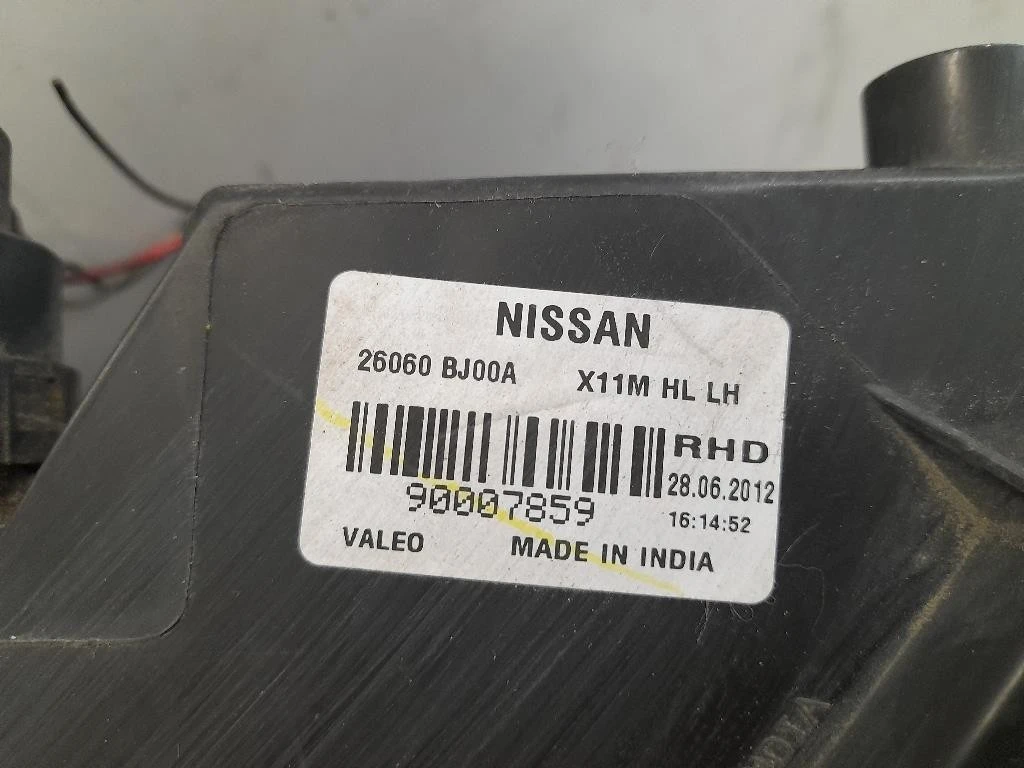 NISSAN
26060 BJ00A X11M HL LH
RHD
28.06.2012
90007859 16:14:52
VALEO MADE IN INDIA